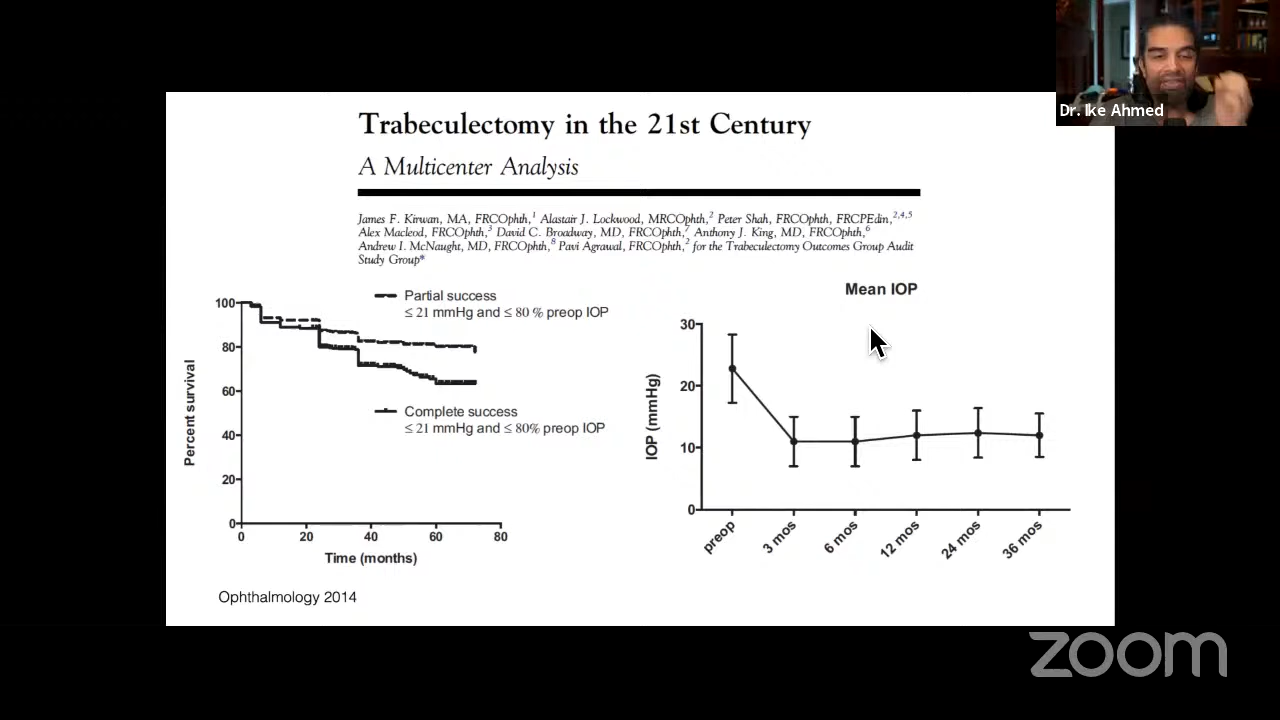 Dr. Ike Ahmed
Trabeculectomy in the 21st Century
A Multicenter Analysis
James F. Kirwan, MA, FRCOphth,1 Alastair J. Lockwood, MRCOphth,2 Peter Shah, FRCOphth, FRCPEdin,2,4,5
Alex Macleod, FRCOphth,3 David C. Broadway, MD, FRCOphth,7 Anthony J. King, MD, FRCOphth,6
Andrew I. McNaught, MD, FRCOphth,8 Pavi Agrawal, FRCOphth,2 for the Trabeculectomy Outcomes Group Audit
Study Group*
Partial success
≤ 21 mmHg and ≤ 80 % preop IOP
Complete success
≤ 21 mmHg and ≤ 80% preop IOP
Percent survival
100
80
60
40
20
0
0 20 40 60 80
Time (months)
Mean IOP
IOP (mmHg)
30
20
10
0
preop 3 mos 6 mos 12 mos 24 mos 36 mos
Ophthalmology 2014
zoom